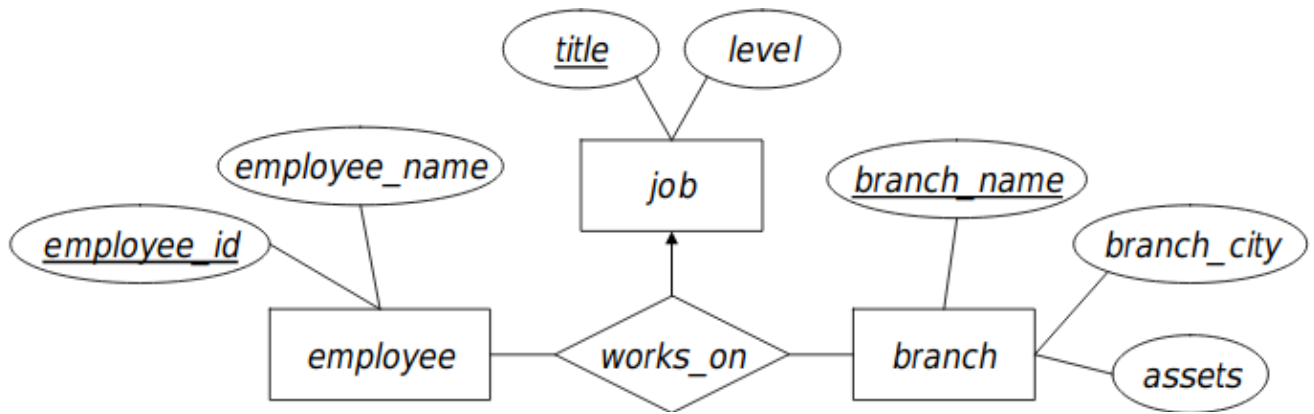 title
level
employee_name
job
branch_name
employee_id
branch_city
employee
works_on
branch
assets